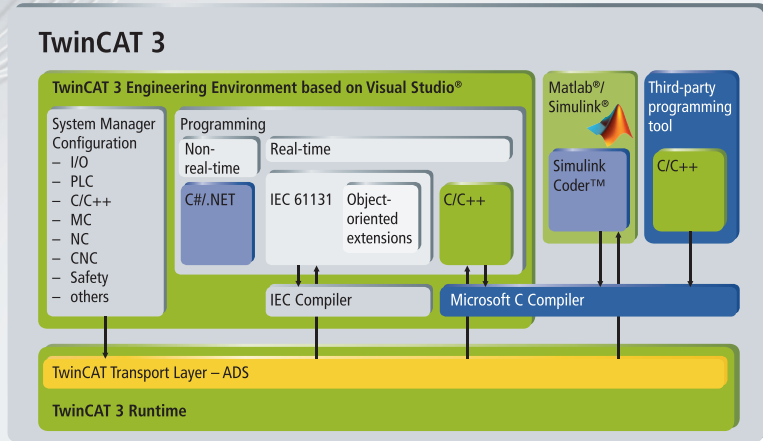 TwinCAT 3
TwinCAT 3 Engineering Environment based on Visual Studio®
System Manager
Configuration
– I/O
– PLC
– C/C++
– MC
– NC
– CNC
– Safety
– others
Programming
Non-
real-time
Real-time
C#/.NET
IEC 61131
Object-
oriented
extensions
C/C++
IEC Compiler
Matlab®/
Simulink®
Simulink
Coder™
Third-party
programming
tool
C/C++
Microsoft C Compiler
TwinCAT Transport Layer – ADS
TwinCAT 3 Runtime